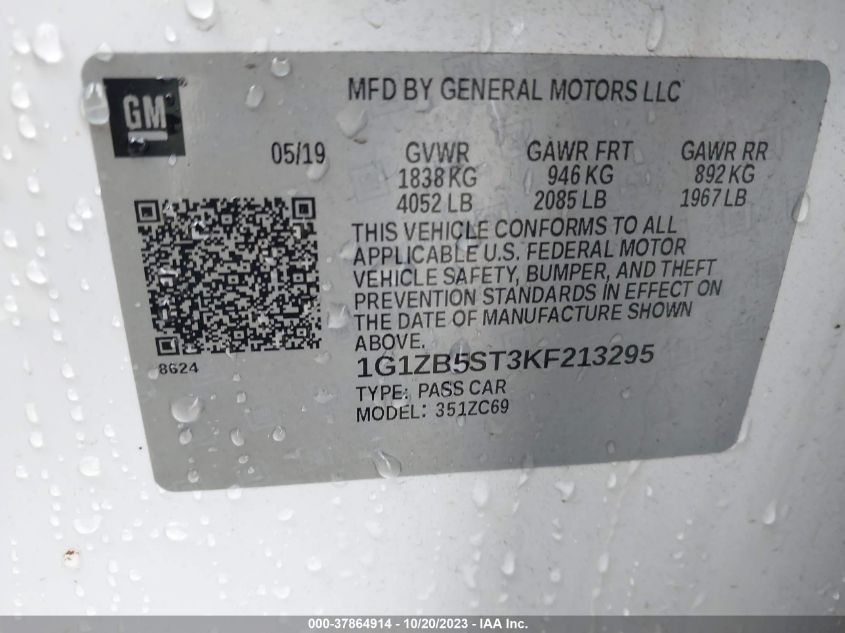 GM
MFD BY GENERAL MOTORS LLC
05/19 GVWR GAWR FRT GAWR RR
1838 KG 946 KG 892 KG
4052 LB 2085 LB 1967 LB
THIS VEHICLE CONFORMS TO ALL
APPLICABLE U.S. FEDERAL MOTOR
VEHICLE SAFETY, BUMPER, AND THEFT
PREVENTION STANDARDS IN EFFECT ON
THE DATE OF MANUFACTURE SHOWN
ABOVE.
8624
1G1ZB5ST3KF213295
TYPE: PASS CAR
MODEL: 351ZC69
000-37864914 - 10/20/2023 - IAA Inc.